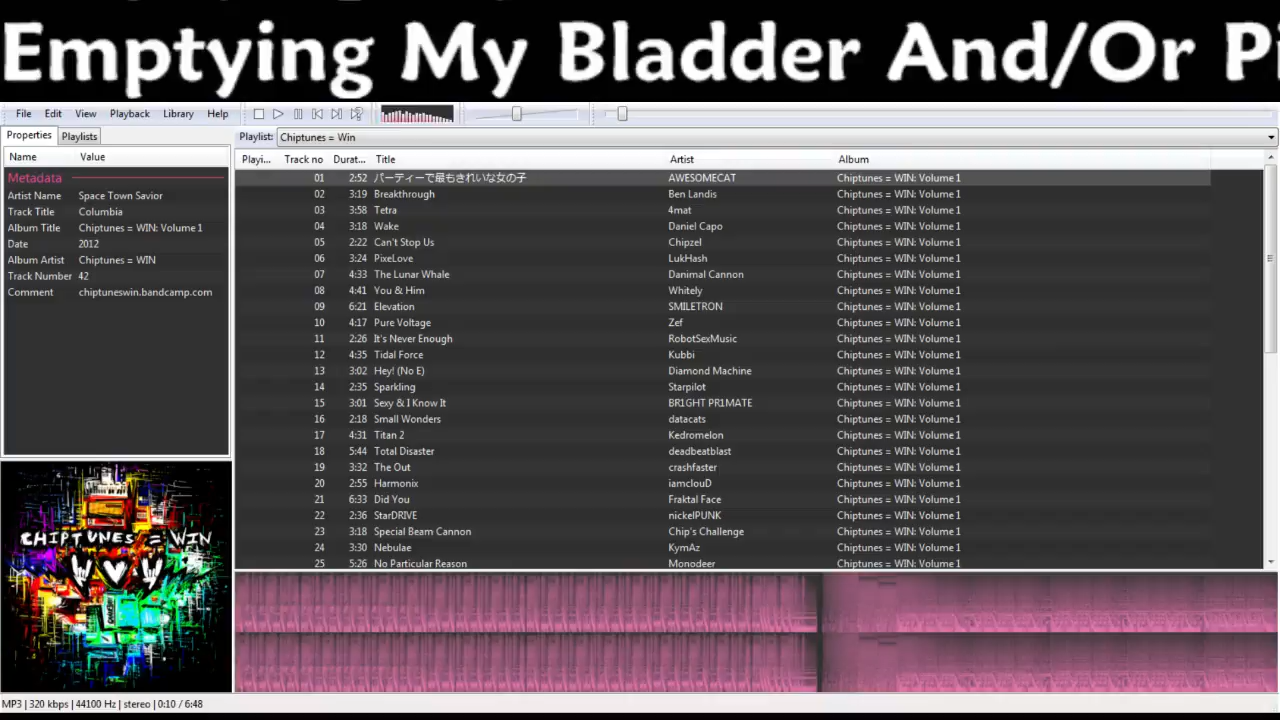 Emptying My Bladder And/Or Pi
File Edit View Playback Library Help
Properties Playlists
Playlist: Chiptunes = Win
Name Value
Metadata
Artist Name Space Town Savior
Track Title Columbia
Album Title Chiptunes = WIN: Volume 1
Date 2012
Album Artist Chiptunes = WIN
Track Number 42
Comment chiptuneswin.bandcamp.com
CHIPTUNES = WIN
Playi... Track no Durat... Title Artist Album
01 2:52 パーティーで最もきれいな女の子 AWESOMECAT Chiptunes = WIN: Volume 1
02 3:19 Breakthrough Ben Landis Chiptunes = WIN: Volume 1
03 3:58 Tetra 4mat Chiptunes = WIN: Volume 1
04 3:18 Wake Daniel Capo Chiptunes = WIN: Volume 1
05 2:22 Can't Stop Us Chipzel Chiptunes = WIN: Volume 1
06 3:24 PixeLove LukHash Chiptunes = WIN: Volume 1
07 4:33 The Lunar Whale Danimal Cannon Chiptunes = WIN: Volume 1
08 4:41 You & Him Whitely Chiptunes = WIN: Volume 1
09 6:21 Elevation SMILETRON Chiptunes = WIN: Volume 1
10 4:17 Pure Voltage Zef Chiptunes = WIN: Volume 1
11 2:26 It's Never Enough RobotSexMusic Chiptunes = WIN: Volume 1
12 4:35 Tidal Force Kubbi Chiptunes = WIN: Volume 1
13 3:02 Hey! (No E) Diamond Machine Chiptunes = WIN: Volume 1
14 2:35 Sparkling Starpilot Chiptunes = WIN: Volume 1
15 3:01 Sexy & I Know It BR1GHT PR1MATE Chiptunes = WIN: Volume 1
16 2:18 Small Wonders datacats Chiptunes = WIN: Volume 1
17 4:31 Titan 2 Kedromelon Chiptunes = WIN: Volume 1
18 5:44 Total Disaster deadbeatblast Chiptunes = WIN: Volume 1
19 3:32 The Out crashfaster Chiptunes = WIN: Volume 1
20 2:55 Harmonix iamclouD Chiptunes = WIN: Volume 1
21 6:33 Did You Fraktal Face Chiptunes = WIN: Volume 1
22 2:36 StarDRIVE nickelPUNK Chiptunes = WIN: Volume 1
23 3:18 Special Beam Cannon Chip's Challenge Chiptunes = WIN: Volume 1
24 3:30 Nebulae KymAz Chiptunes = WIN: Volume 1
25 5:26 No Particular Reason Monodeer Chiptunes = WIN: Volume 1
MP3 | 320 kbps | 44100 Hz | stereo | 0:10 / 6:48